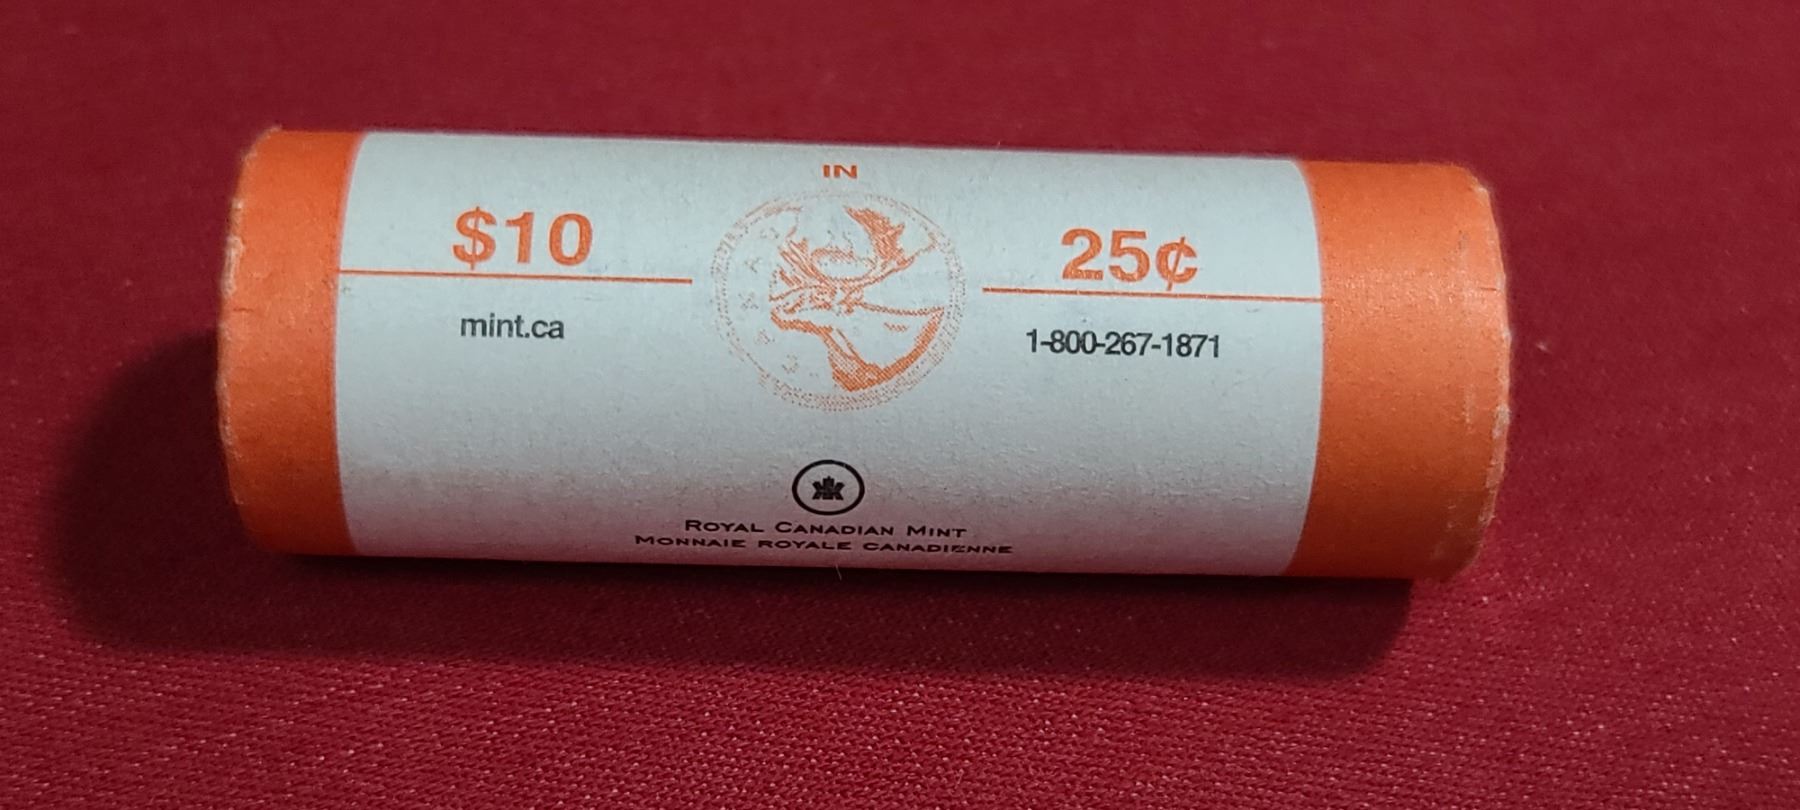 IN
$10
25¢
mint.ca
1-800-267-1871
ROYAL CANADIAN MINT
MONNAIE ROYALE CANADIENNE